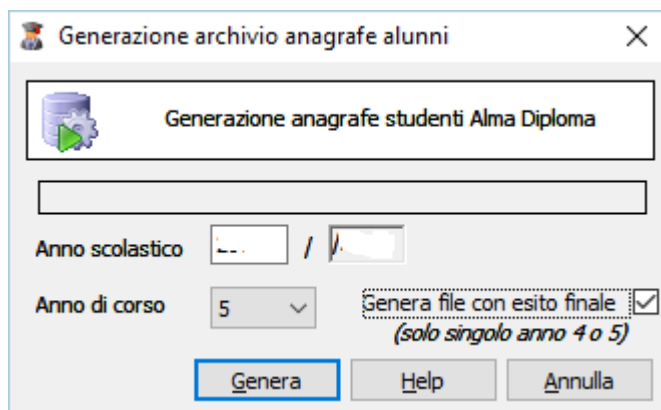 Generazione archivio anagrafe alunni
Generazione anagrafe studenti Alma Diploma
Anno scolastico /
Anno di corso 5 Genera file con esito finale
(solo singolo anno 4 o 5)
Genera Help Annulla